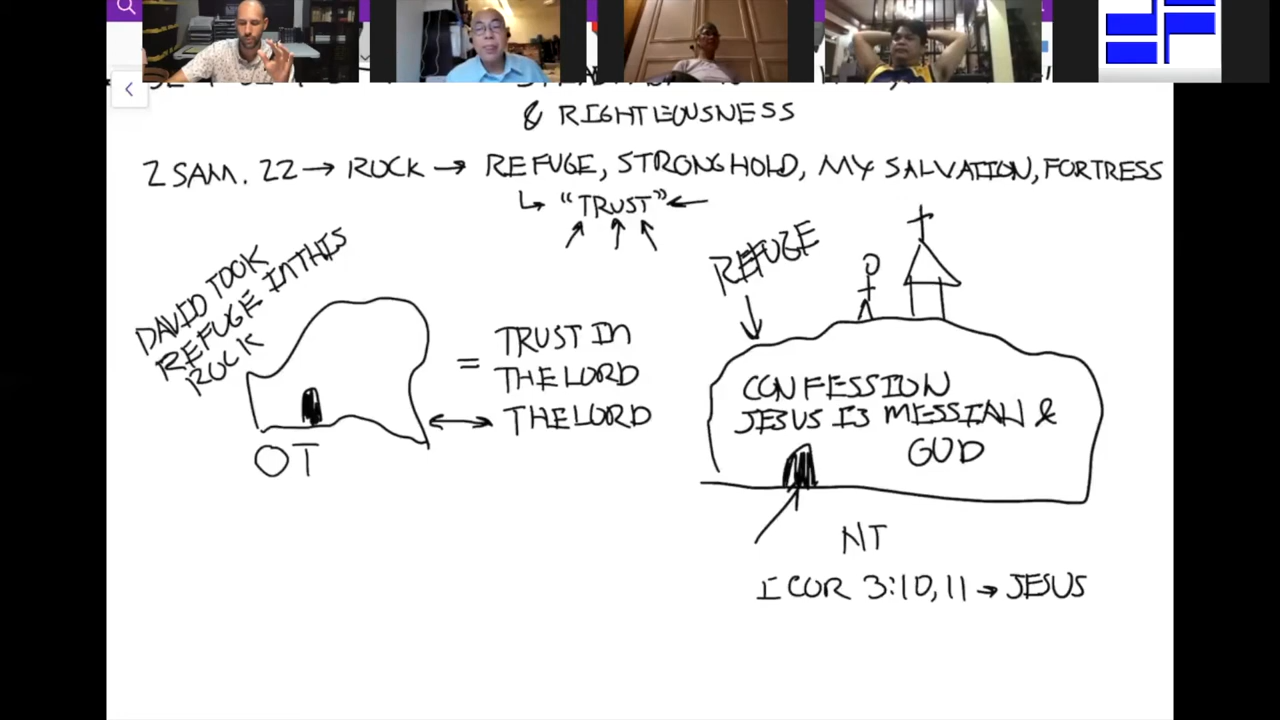 & RIGHTEOUSNESS
2 SAM. 22 → ROCK → REFUGE, STRONGHOLD, MY SALVATION, FORTRESS
↳ "TRUST" ←
DAVID TOOK
REFUGE IN THIS
ROCK
OT
= TRUST IN
THE LORD
↔ THE LORD
REFUGE
CONFESSION
JESUS IS MESSIAH &
GOD
NT
I COR 3:10,11 → JESUS